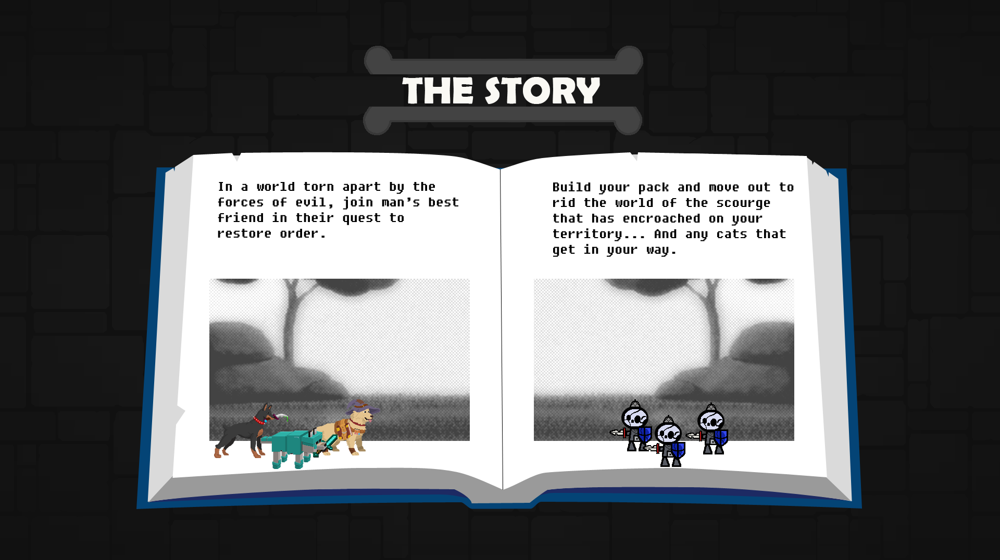 THE STORY
In a world torn apart by the
forces of evil, join man's best
friend in their quest to
restore order.
Build your pack and move out to
rid the world of the scourge
that has encroached on your
territory... And any cats that
get in your way.